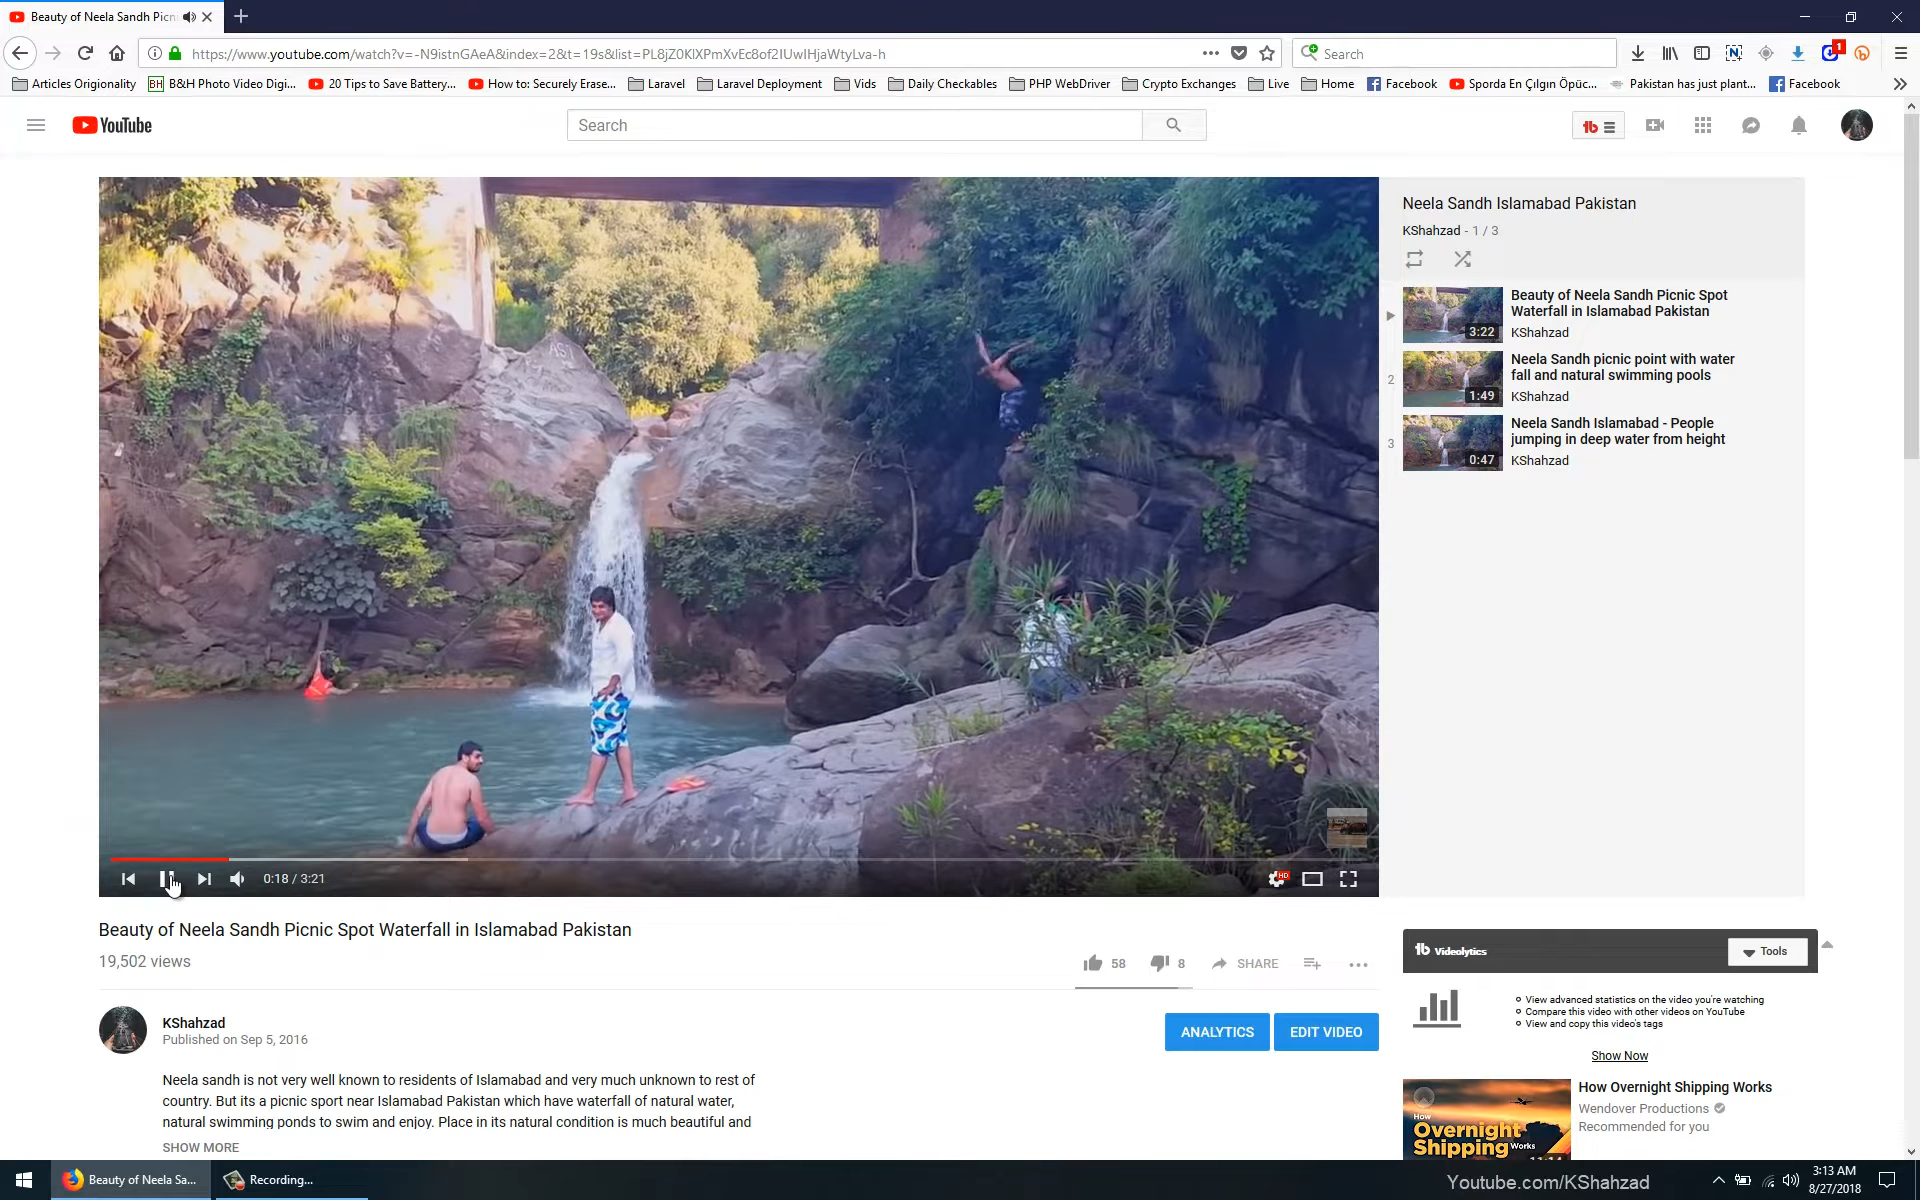 Beauty of Neela Sandh Picn
https://www.youtube.com/watch?v=-N9istnGAeA&index=2&t=19s&list=PL8jZ0KlXPmXvEc8of2IUwIHjaWtyLva-h
Search
1
Articles Origionality
BH B&H Photo Video Digi...
20 Tips to Save Battery...
How to: Securely Erase...
Laravel
Laravel Deployment
Vids
Daily Checkables
PHP WebDriver
Crypto Exchanges
Live
Home
Facebook
Sporda En Çılgın Öpüc...
Pakistan has just plant...
Facebook
YouTube
Search
AST
0:18 / 3:21
HD
Neela Sandh Islamabad Pakistan
KShahzad - 1 / 3
Beauty of Neela Sandh Picnic Spot
Waterfall in Islamabad Pakistan
KShahzad
3:22
2
Neela Sandh picnic point with water
fall and natural swimming pools
KShahzad
1:49
3
Neela Sandh Islamabad - People
jumping in deep water from height
KShahzad
0:47
Beauty of Neela Sandh Picnic Spot Waterfall in Islamabad Pakistan
19,502 views
58
8
SHARE
KShahzad
Published on Sep 5, 2016
ANALYTICS
EDIT VIDEO
Neela sandh is not very well known to residents of Islamabad and very much unknown to rest of
country. But its a picnic sport near Islamabad Pakistan which have waterfall of natural water,
natural swimming ponds to swim and enjoy. Place in its natural condition is much beautiful and
SHOW MORE
Videolytics
Tools
View advanced statistics on the video you're watching
Compare this video with other videos on YouTube
View and copy this video's tags
Show Now
How
Overnight
Shipping Works
How Overnight Shipping Works
Wendover Productions
Recommended for you
Beauty of Neela Sa...
Recording...
Youtube.com/KShahzad
3:13 AM
8/27/2018